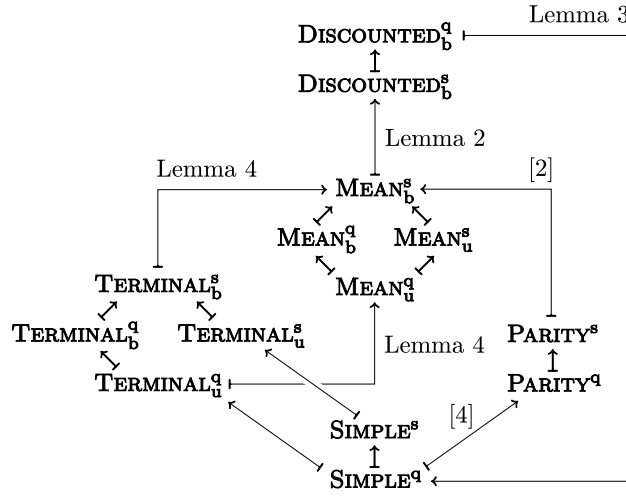 Lemma 3
DISCOUNTED^q_b
DISCOUNTED^s_b
Lemma 2
Lemma 4
[2]
MEAN^s_b
MEAN^q_b
MEAN^s_u
MEAN^q_u
TERMINAL^s_b
TERMINAL^q_b
TERMINAL^s_u
TERMINAL^q_u
Lemma 4
PARITY^s
PARITY^q
[4]
SIMPLE^s
SIMPLE^q